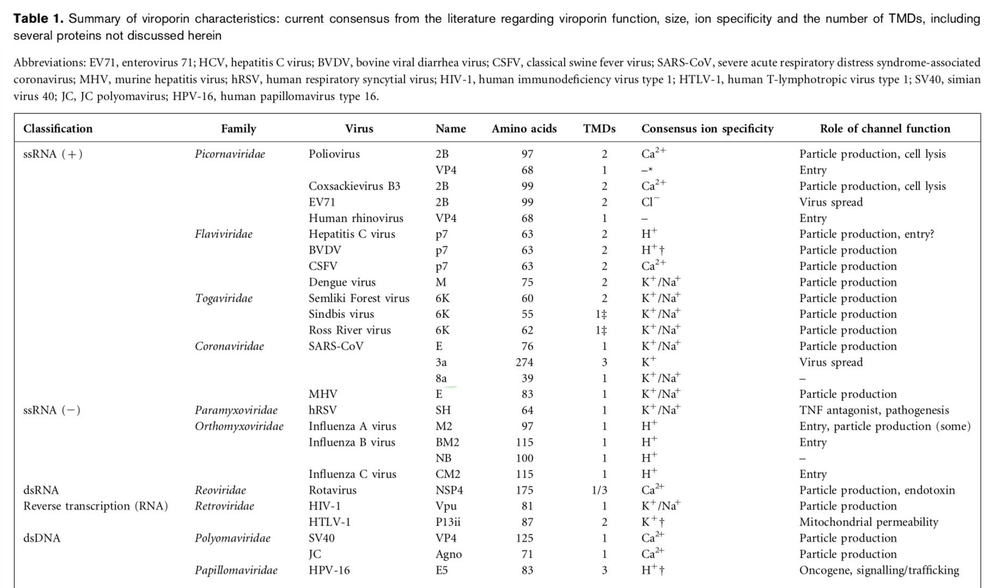 Table 1. Summary of viroporin characteristics: current consensus from the literature regarding viroporin function, size, ion specificity and the number of TMDs, including
several proteins not discussed herein
Abbreviations: EV71, enterovirus 71; HCV, hepatitis C virus; BVDV, bovine viral diarrhea virus; CSFV, classical swine fever virus; SARS-CoV, severe acute respiratory distress syndrome-associated
coronavirus; MHV, murine hepatitis virus; hRSV, human respiratory syncytial virus; HIV-1, human immunodeficiency virus type 1; HTLV-1, human T-lymphotropic virus type 1; SV40, simian
virus 40; JC, JC polyomavirus; HPV-16, human papillomavirus type 16.
Classification Family Virus Name Amino acids TMDs Consensus ion specificity Role of channel function
ssRNA (+) Picornaviridae Poliovirus 2B 97 2 Ca²⁺ Particle production, cell lysis
VP4 68 1 –* Entry
Coxsackievirus B3 2B 99 2 Ca²⁺ Particle production, cell lysis
EV71 2B 99 2 Cl⁻ Virus spread
Human rhinovirus VP4 68 1 – Entry
Flaviviridae Hepatitis C virus p7 63 2 H⁺ Particle production, entry?
BVDV p7 63 2 H⁺† Particle production
CSFV p7 63 2 Ca²⁺ Particle production
Dengue virus M 75 2 K⁺/Na⁺ Particle production
Togaviridae Semliki Forest virus 6K 60 2 K⁺/Na⁺ Particle production
Sindbis virus 6K 55 1‡ K⁺/Na⁺ Particle production
Ross River virus 6K 62 1‡ K⁺/Na⁺ Particle production
Coronaviridae SARS-CoV E 76 1 K⁺/Na⁺ Particle production
3a 274 3 K⁺ Virus spread
8a 39 1 K⁺/Na⁺ –
MHV E 83 1 K⁺/Na⁺ Particle production
ssRNA (−) Paramyxoviridae hRSV SH 64 1 K⁺/Na⁺ TNF antagonist, pathogenesis
Orthomyxoviridae Influenza A virus M2 97 1 H⁺ Entry, particle production (some)
Influenza B virus BM2 115 1 H⁺ Entry
NB 100 1 H⁺ –
Influenza C virus CM2 115 1 H⁺ Entry
dsRNA Reoviridae Rotavirus NSP4 175 1/3 Ca²⁺ Particle production, endotoxin
Reverse transcription (RNA) Retroviridae HIV-1 Vpu 81 1 K⁺/Na⁺ Particle production
HTLV-1 P13ii 87 2 K⁺† Mitochondrial permeability
dsDNA Polyomaviridae SV40 VP4 125 1 Ca²⁺ Particle production
JC Agno 71 1 Ca²⁺ Particle production
Papillomaviridae HPV-16 E5 83 3 H⁺† Oncogene, signalling/trafficking